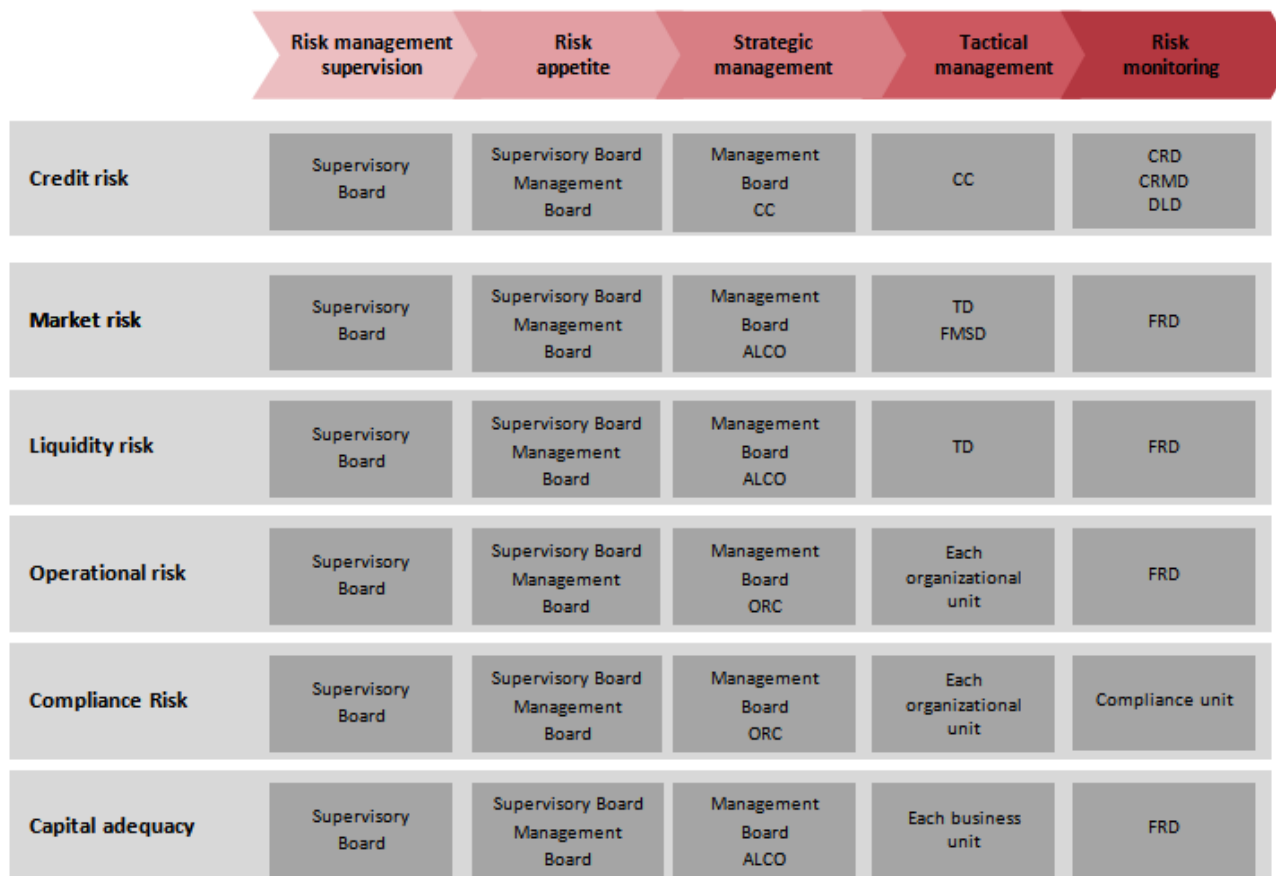 Risk management
supervision
Risk
appetite
Strategic
management
Tactical
management
Risk
monitoring
Credit risk
Supervisory
Board
Supervisory Board
Management
Board
Management
Board
CC
CC
CRD
CRMD
DLD
Market risk
Supervisory
Board
Supervisory Board
Management
Board
Management
Board
ALCO
TD
FMSD
FRD
Liquidity risk
Supervisory
Board
Supervisory Board
Management
Board
Management
Board
ALCO
TD
FRD
Operational risk
Supervisory
Board
Supervisory Board
Management
Board
Management
Board
ORC
Each
organizational
unit
FRD
Compliance Risk
Supervisory
Board
Supervisory Board
Management
Board
Management
Board
ORC
Each
organizational
unit
Compliance unit
Capital adequacy
Supervisory
Board
Supervisory Board
Management
Board
Management
Board
ALCO
Each business
unit
FRD